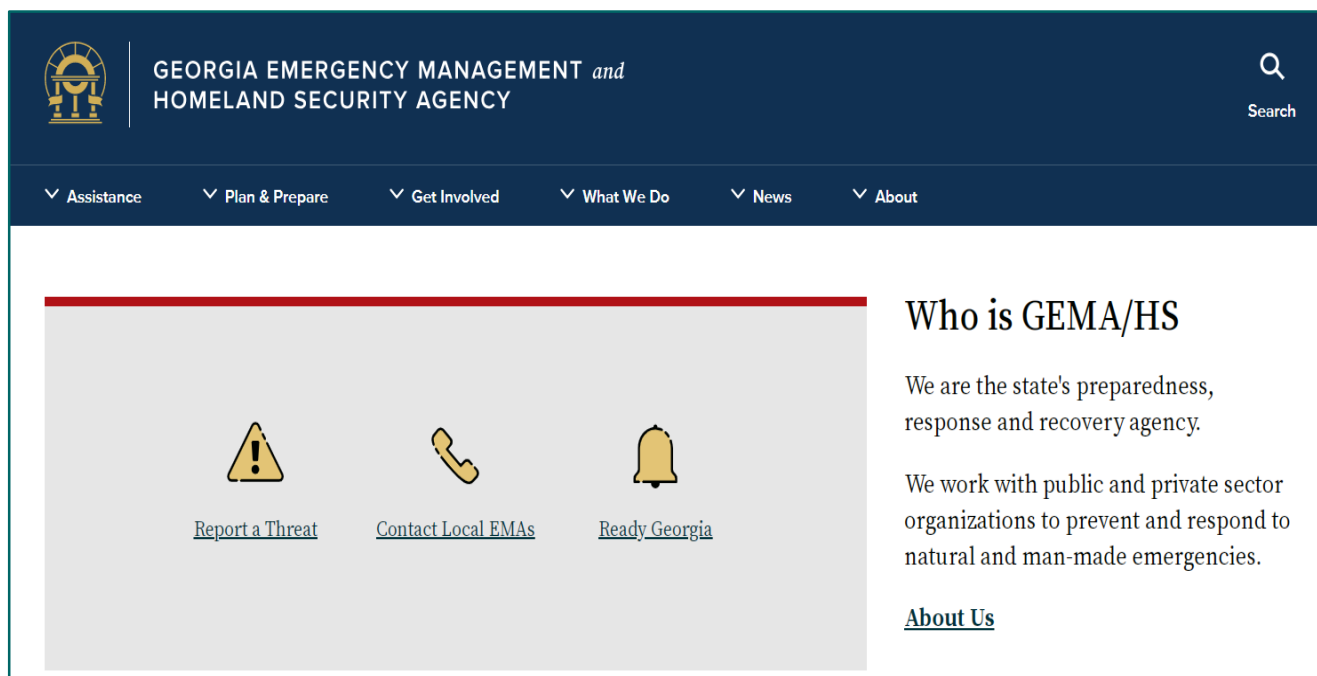 GEORGIA EMERGENCY MANAGEMENT and
HOMELAND SECURITY AGENCY
Search
Assistance
Plan & Prepare
Get Involved
What We Do
News
About
Report a Threat
Contact Local EMAs
Ready Georgia
Who is GEMA/HS
We are the state's preparedness,
response and recovery agency.
We work with public and private sector
organizations to prevent and respond to
natural and man-made emergencies.
About Us